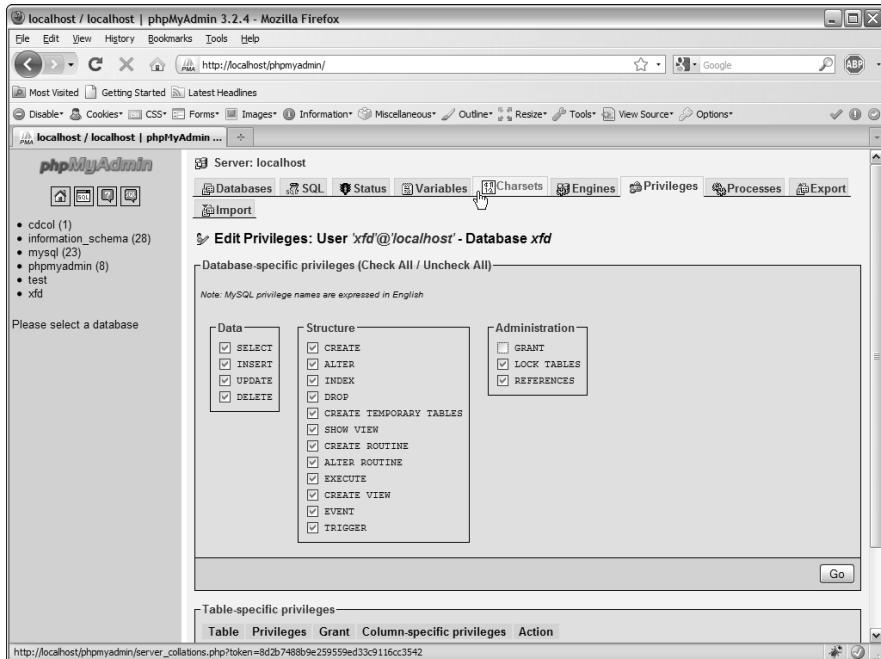 localhost / localhost | phpMyAdmin 3.2.4 - Mozilla Firefox
File Edit View History Bookmarks Tools Help
http://localhost/phpmyadmin/
Google
ABP
Most Visited Getting Started Latest Headlines
Disable Cookies CSS Forms Images Information Miscellaneous Outline Resize Tools View Source Options
PMA localhost / localhost | phpMyAdmin ...
phpMyAdmin
SQL
cdcol (1)
information_schema (28)
mysql (23)
phpmyadmin (8)
test
xfd
Please select a database
Server: localhost
Databases SQL Status Variables Charsets Engines Privileges Processes Export
Import
Edit Privileges: User 'xfd'@'localhost' - Database xfd
Database-specific privileges (Check All / Uncheck All)
Note: MySQL privilege names are expressed in English
Data
SELECT
INSERT
UPDATE
DELETE
Structure
CREATE
ALTER
INDEX
DROP
CREATE TEMPORARY TABLES
SHOW VIEW
CREATE ROUTINE
ALTER ROUTINE
EXECUTE
CREATE VIEW
EVENT
TRIGGER
Administration
GRANT
LOCK TABLES
REFERENCES
Go
Table-specific privileges
Table Privileges Grant Column-specific privileges Action
http://localhost/phpmyadmin/server_collations.php?token=8d2b7488b9e259559ed33c9116cc3542